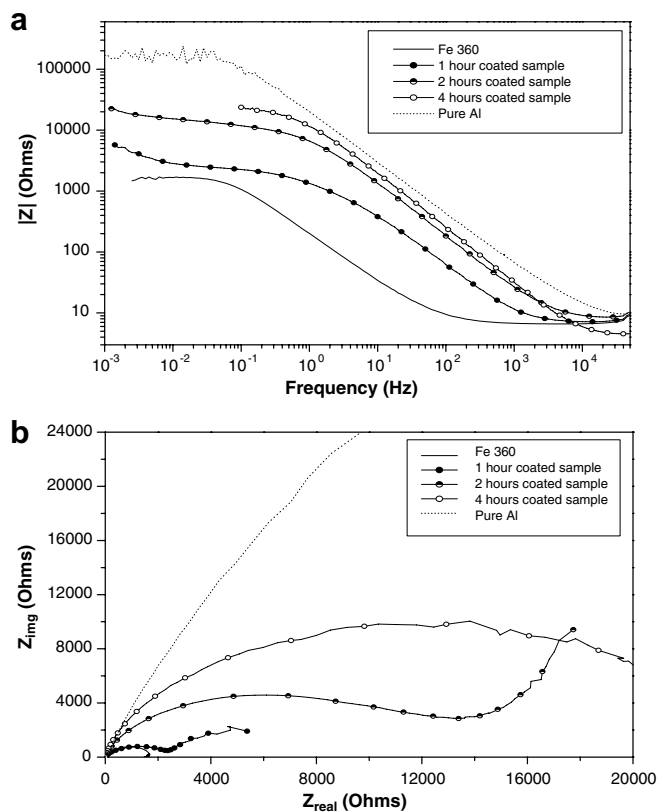 a
100000
10000
1000
100
10
|Z| (Ohms)
Fe 360
1 hour coated sample
2 hours coated sample
4 hours coated sample
Pure Al
10⁻³ 10⁻² 10⁻¹ 10⁰ 10¹ 10² 10³ 10⁴
Frequency (Hz)
b
24000
20000
16000
12000
8000
4000
0
Z_img (Ohms)
Fe 360
1 hour coated sample
2 hours coated sample
4 hours coated sample
Pure Al
0 4000 8000 12000 16000 20000
Z_real (Ohms)